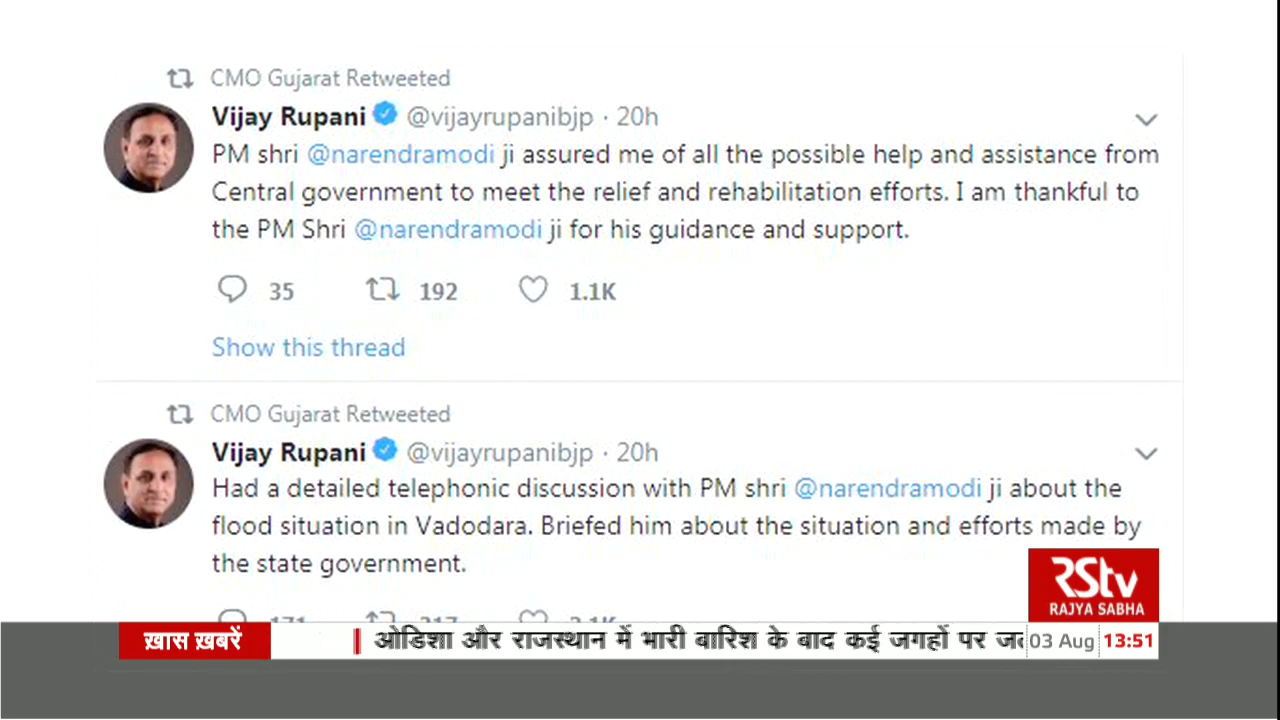 CMO Gujarat Retweeted
Vijay Rupani @vijayrupanibjp · 20h
PM shri @narendramodi ji assured me of all the possible help and assistance from
Central government to meet the relief and rehabilitation efforts. I am thankful to
the PM Shri @narendramodi ji for his guidance and support.
35 192 1.1K
Show this thread
CMO Gujarat Retweeted
Vijay Rupani @vijayrupanibjp · 20h
Had a detailed telephonic discussion with PM shri @narendramodi ji about the
flood situation in Vadodara. Briefed him about the situation and efforts made by
the state government.
RStv
RAJYA SABHA
ख़ास ख़बरें
ओडिशा और राजस्थान में भारी बारिश के बाद कई जगहों पर
03 Aug 13:51